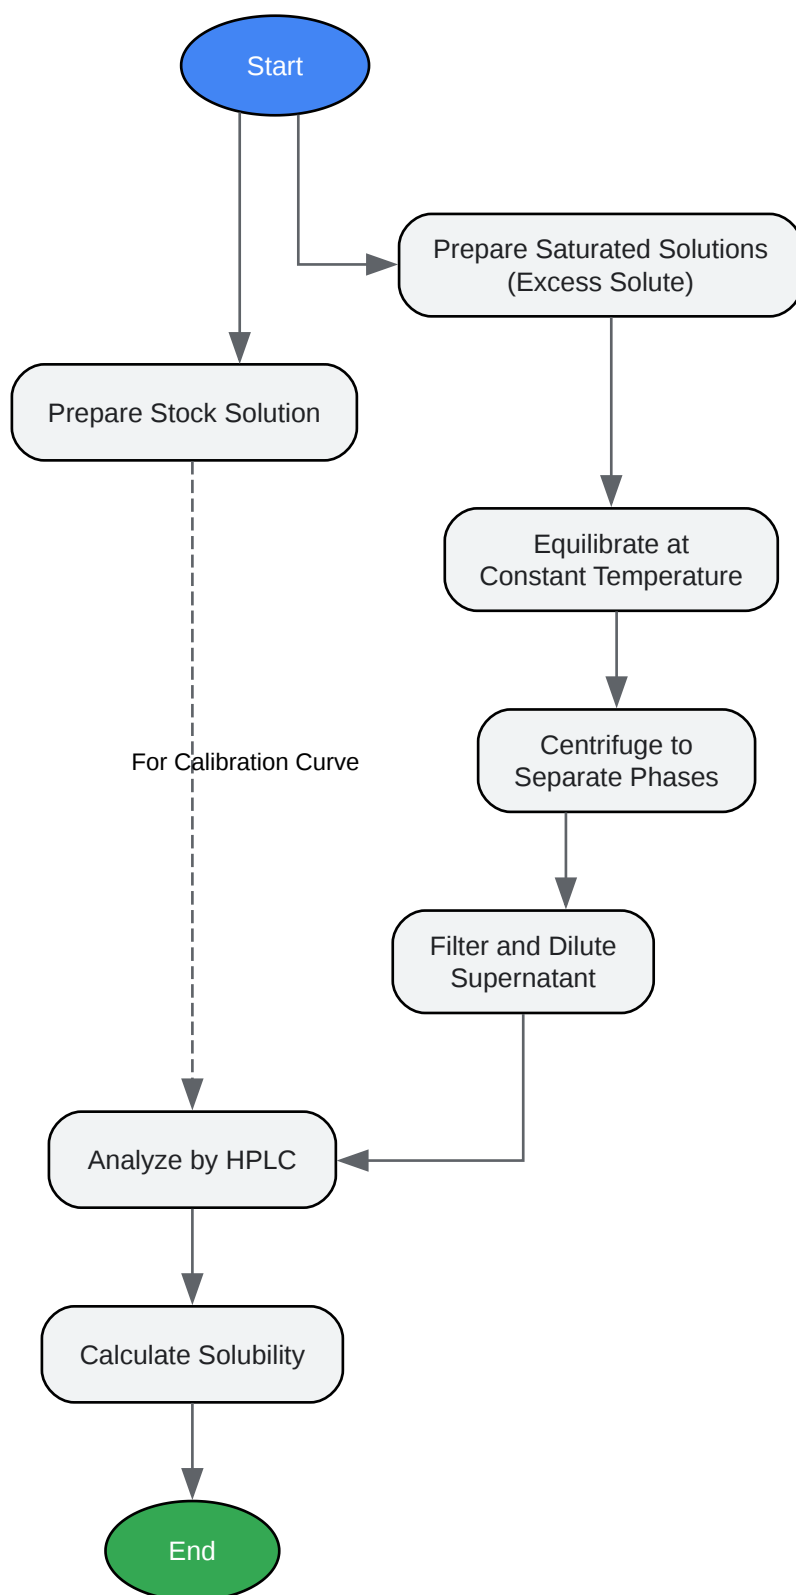 Start
Prepare Saturated Solutions
(Excess Solute)
Prepare Stock Solution
Equilibrate at
Constant Temperature
Centrifuge to
Separate Phases
For Calibration Curve
Filter and Dilute
Supernatant
Analyze by HPLC
Calculate Solubility
End